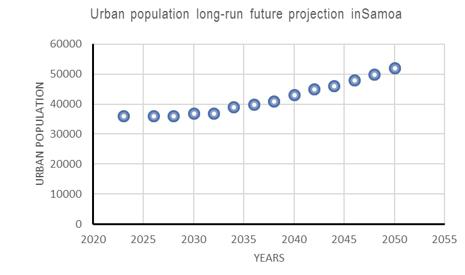 Urban population long-run future projection inSamoa
60000
50000
40000
30000
20000
10000
0
URBAN POPULATION
2020 2025 2030 2035 2040 2045 2050 2055
YEARS